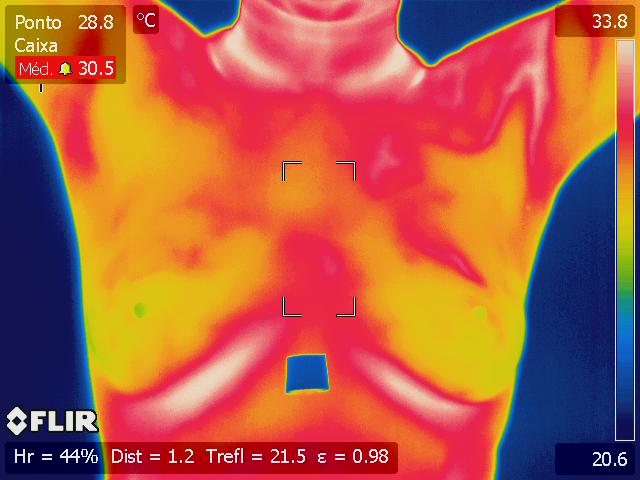 Ponto 28.8 °C
Caixa
Méd. 30.5
33.8
FLIR
Hr = 44% Dist = 1.2 Trefl = 21.5 ε = 0.98
20.6